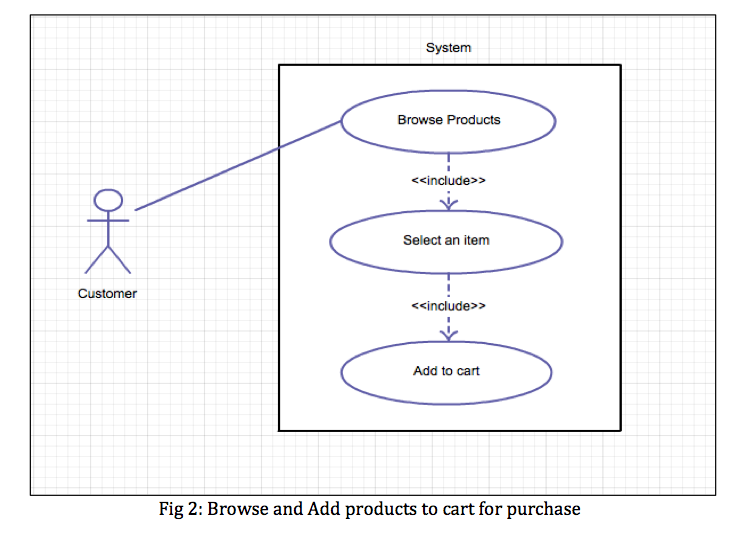 System
Browse Products
<<include>>
Select an item
<<include>>
Add to cart
Customer
Fig 2: Browse and Add products to cart for purchase